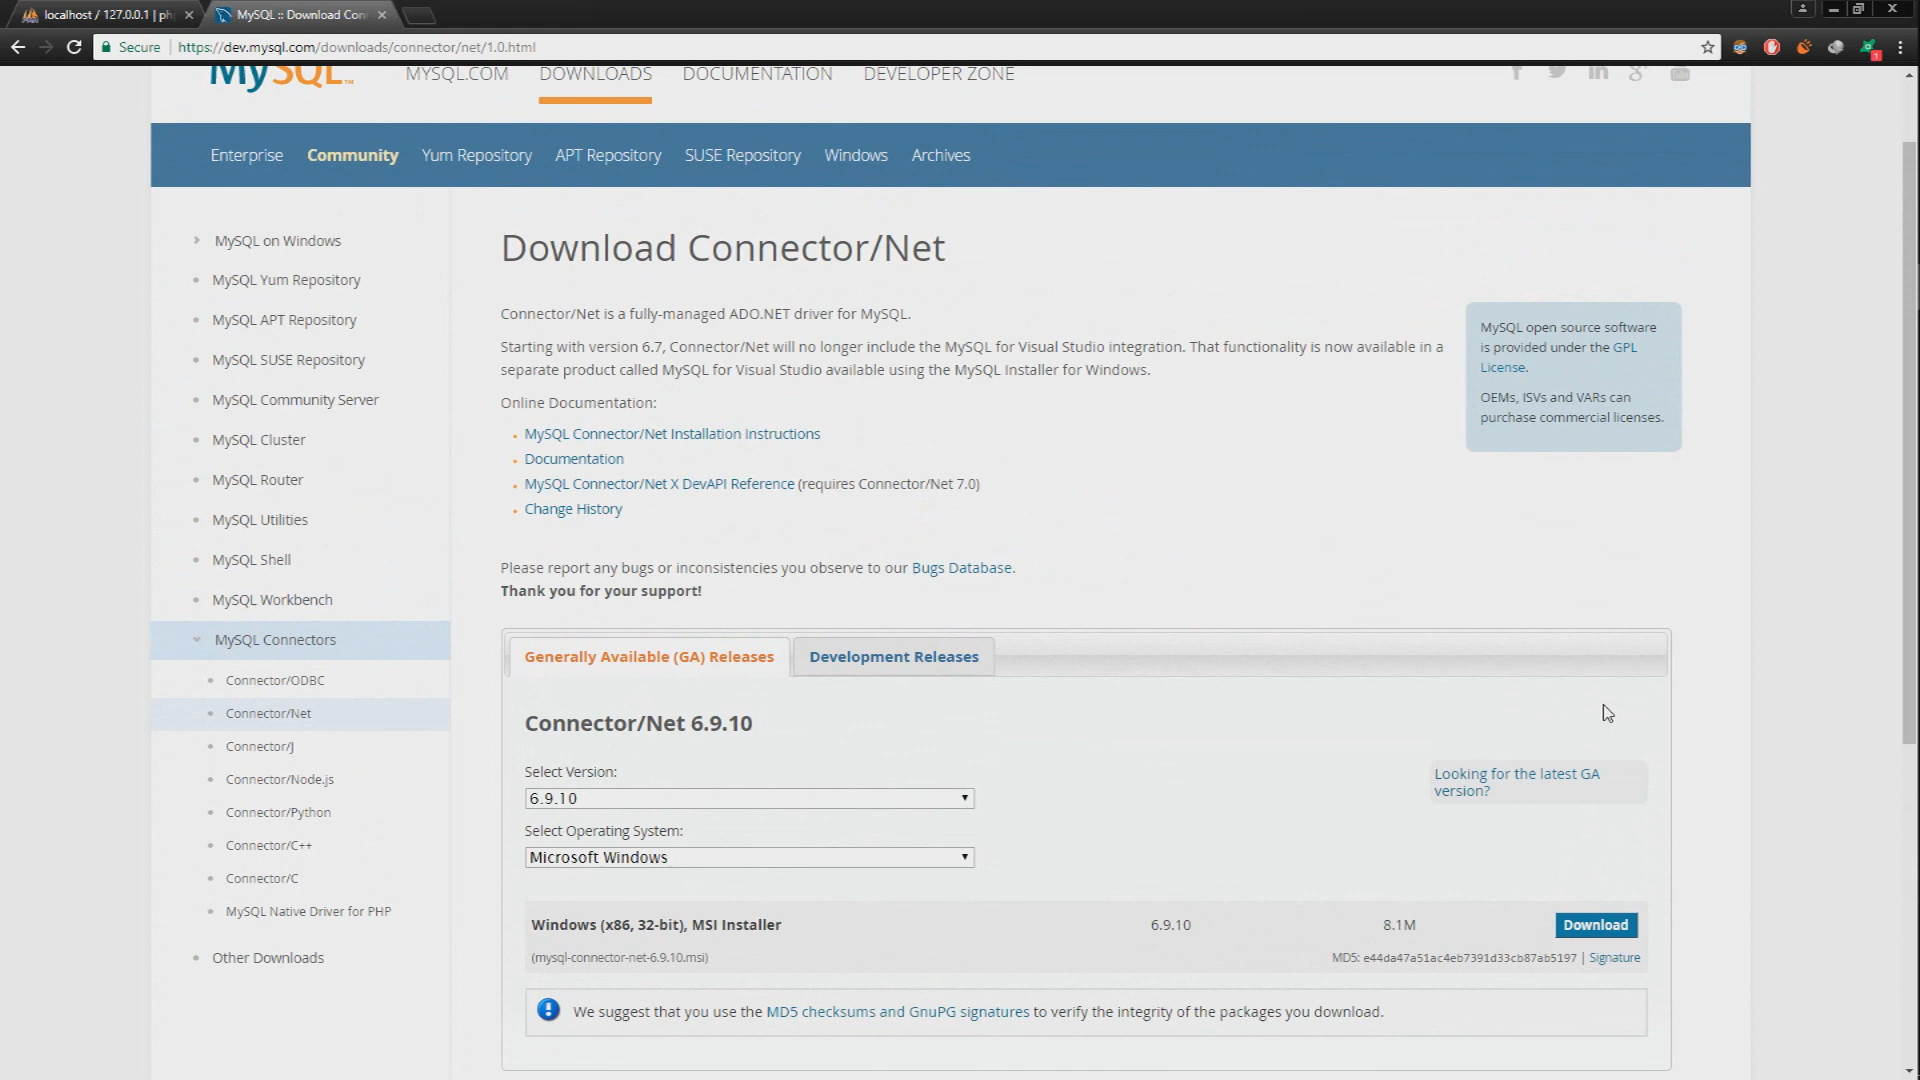 localhost / 127.0.0.1 | ph
MySQL :: Download Con
Secure
https://dev.mysql.com/downloads/connector/net/1.0.html
MySQL™
MYSQL.COM
DOWNLOADS
DOCUMENTATION
DEVELOPER ZONE
Enterprise
Community
Yum Repository
APT Repository
SUSE Repository
Windows
Archives
MySQL on Windows
MySQL Yum Repository
MySQL APT Repository
MySQL SUSE Repository
MySQL Community Server
MySQL Cluster
MySQL Router
MySQL Utilities
MySQL Shell
MySQL Workbench
MySQL Connectors
Connector/ODBC
Connector/Net
Connector/J
Connector/Node.js
Connector/Python
Connector/C++
Connector/C
MySQL Native Driver for PHP
Other Downloads
Download Connector/Net
Connector/Net is a fully-managed ADO.NET driver for MySQL.
Starting with version 6.7, Connector/Net will no longer include the MySQL for Visual Studio integration. That functionality is now available in a
separate product called MySQL for Visual Studio available using the MySQL Installer for Windows.
Online Documentation:
MySQL Connector/Net Installation Instructions
Documentation
MySQL Connector/Net X DevAPI Reference (requires Connector/Net 7.0)
Change History
Please report any bugs or inconsistencies you observe to our Bugs Database.
Thank you for your support!
MySQL open source software
is provided under the GPL
License.
OEMs, ISVs and VARs can
purchase commercial licenses.
Generally Available (GA) Releases
Development Releases
Connector/Net 6.9.10
Select Version:
6.9.10
Select Operating System:
Microsoft Windows
Looking for the latest GA
version?
Windows (x86, 32-bit), MSI Installer
6.9.10
8.1M
Download
(mysql-connector-net-6.9.10.msi)
MD5: e44da47a51ac4eb7391d33cb87ab5197 | Signature
We suggest that you use the MD5 checksums and GnuPG signatures to verify the integrity of the packages you download.